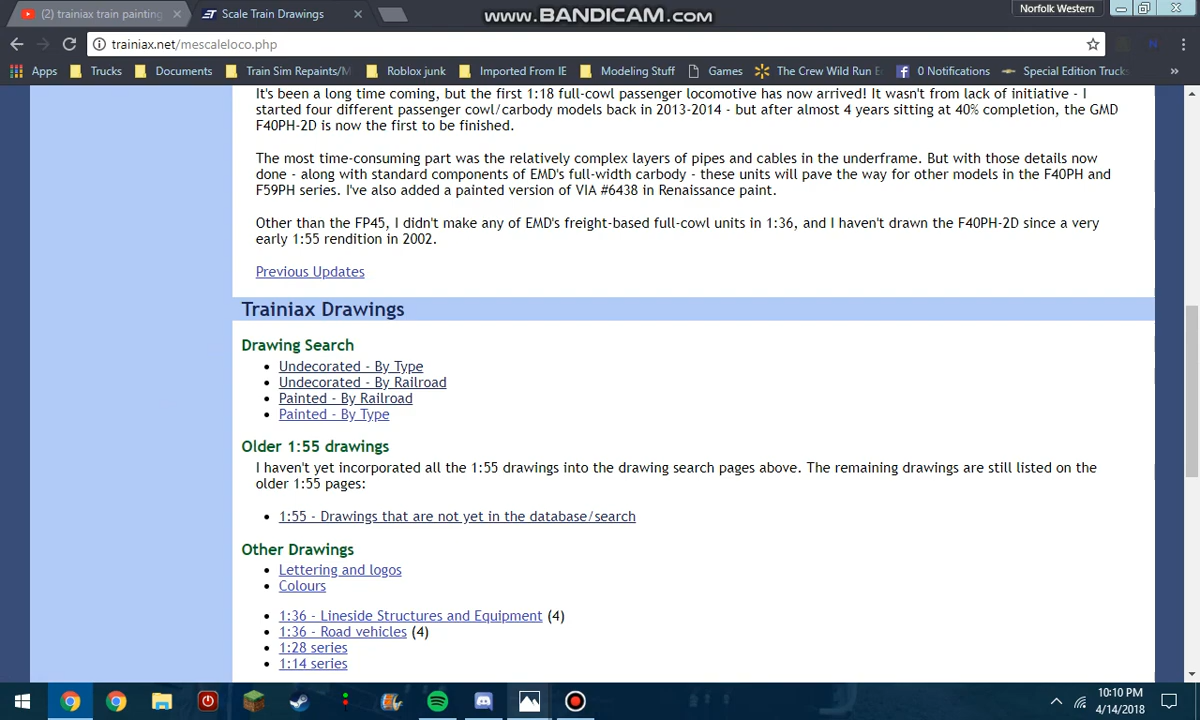 (2) trainiax train painting
Scale Train Drawings
WWW.BANDICAM.COM
Norfolk Western
trainiax.net/mescaleloco.php
Apps
Trucks
Documents
Train Sim Repaints/M
Roblox junk
Imported From IE
Modeling Stuff
Games
The Crew Wild Run
0 Notifications
Special Edition Trucks
»
It's been a long time coming, but the first 1:18 full-cowl passenger locomotive has now arrived! It wasn't from lack of initiative - I
started four different passenger cowl/carbody models back in 2013-2014 - but after almost 4 years sitting at 40% completion, the GMD
F40PH-2D is now the first to be finished.
The most time-consuming part was the relatively complex layers of pipes and cables in the underframe. But with those details now
done - along with standard components of EMD's full-width carbody - these units will pave the way for other models in the F40PH and
F59PH series. I've also added a painted version of VIA #6438 in Renaissance paint.
Other than the FP45, I didn't make any of EMD's freight-based full-cowl units in 1:36, and I haven't drawn the F40PH-2D since a very
early 1:55 rendition in 2002.
Previous Updates
Trainiax Drawings
Drawing Search
• Undecorated - By Type
• Undecorated - By Railroad
• Painted - By Railroad
• Painted - By Type
Older 1:55 drawings
I haven't yet incorporated all the 1:55 drawings into the drawing search pages above. The remaining drawings are still listed on the
older 1:55 pages:
• 1:55 - Drawings that are not yet in the database/search
Other Drawings
• Lettering and logos
• Colours
• 1:36 - Lineside Structures and Equipment (4)
• 1:36 - Road vehicles (4)
• 1:28 series
• 1:14 series
10:10 PM
4/14/2018